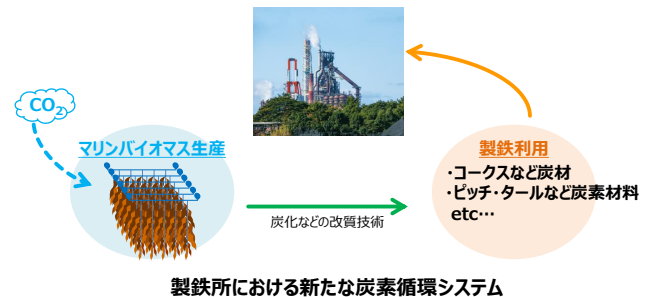 CO₂
マリンバイオマス生産
炭化などの改質技術
製鉄利用
・コークスなど炭材
・ピッチ・タールなど炭素材料
etc…
製鉄所における新たな炭素循環システム